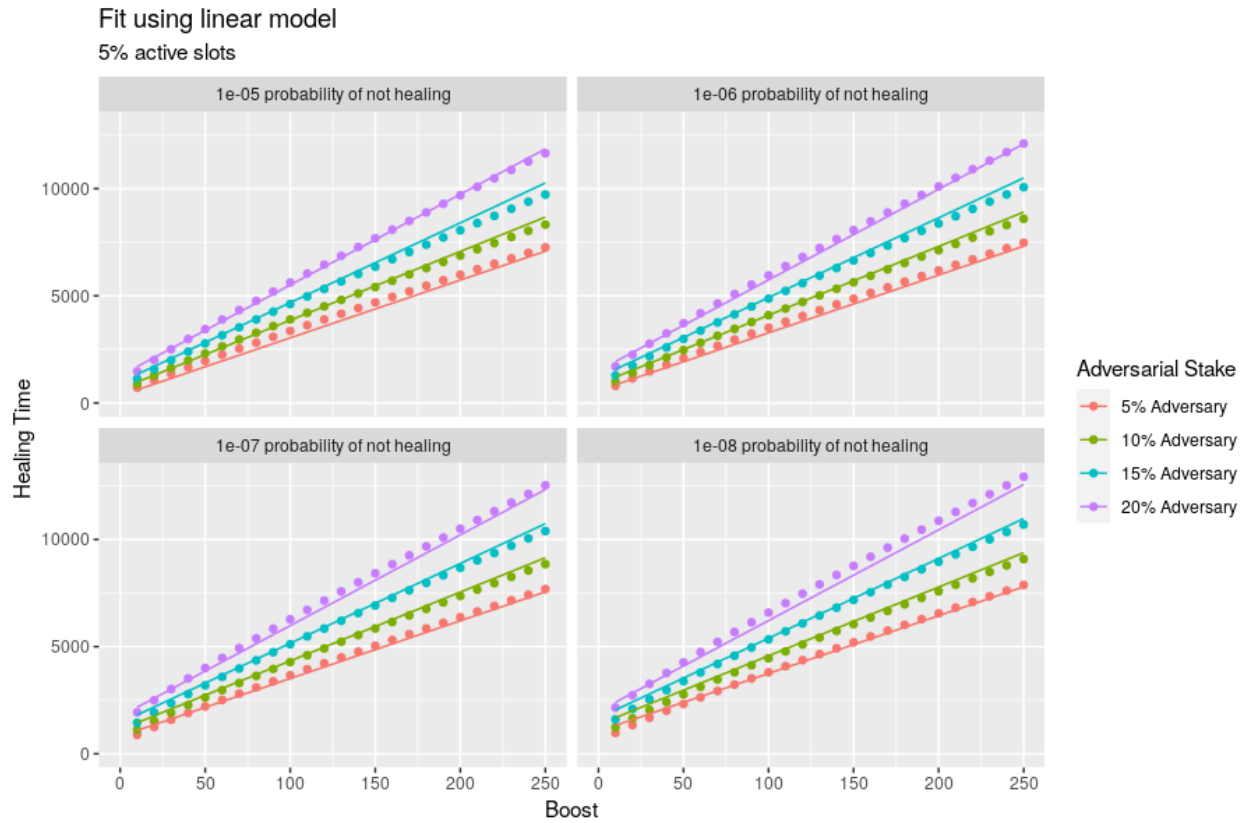 Fit using linear model
5% active slots
1e-05 probability of not healing
1e-06 probability of not healing
10000
5000
0
Healing Time
1e-07 probability of not healing
1e-08 probability of not healing
10000
5000
0
0 50 100 150 200 250
0 50 100 150 200 250
Boost
Adversarial Stake
5% Adversary
10% Adversary
15% Adversary
20% Adversary